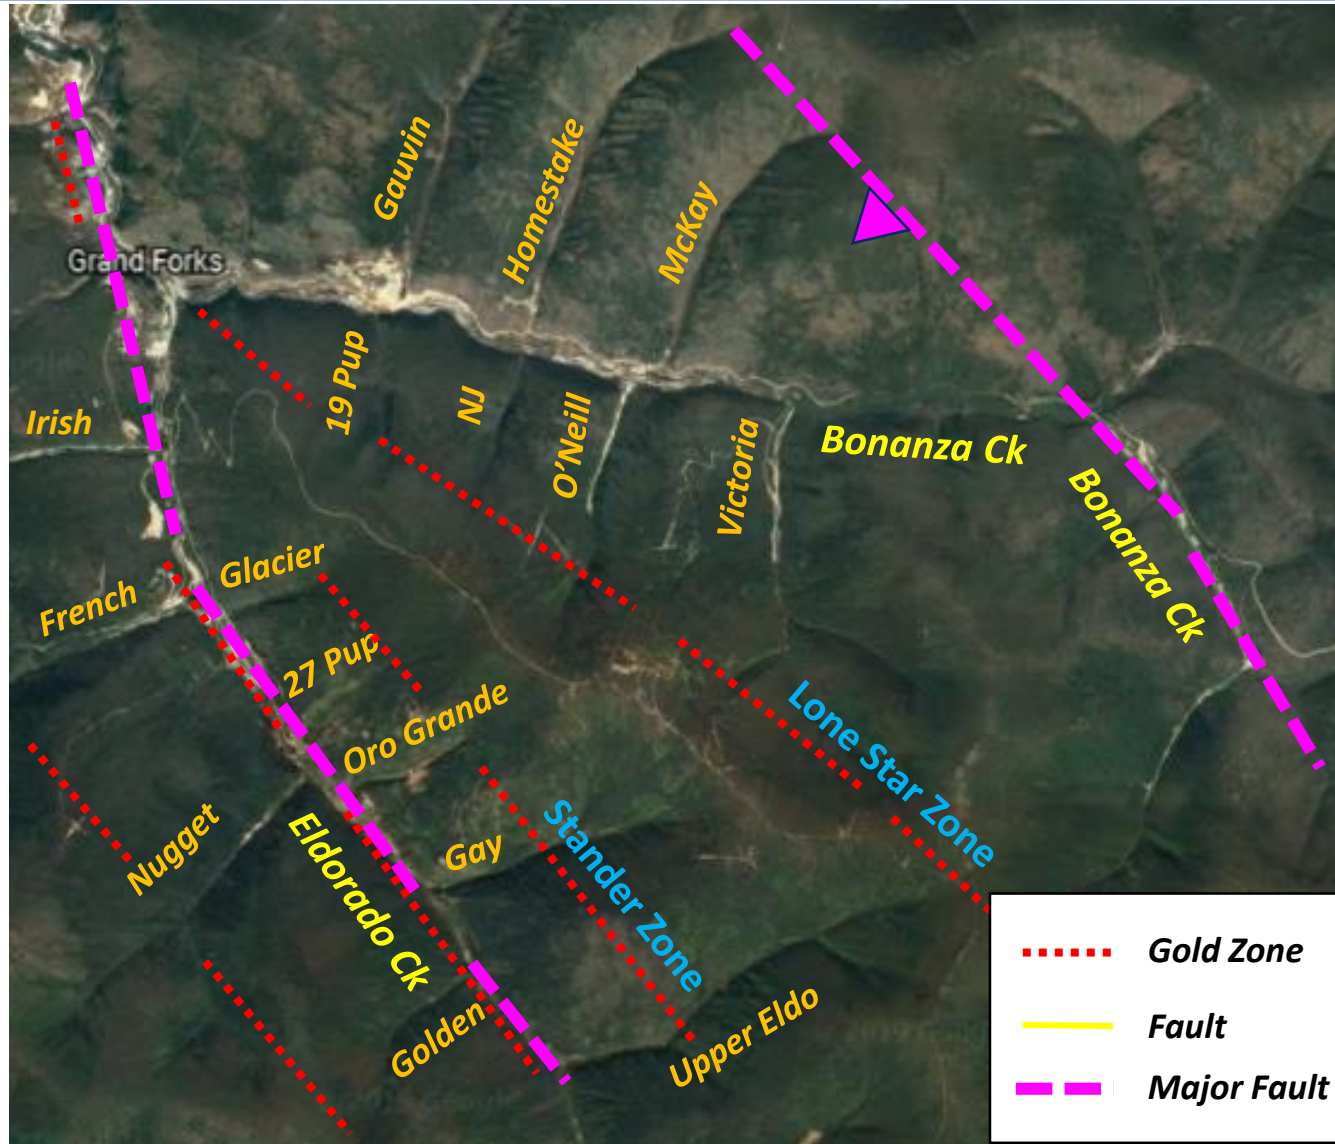 Gauvin
Homestake
McKay
Grand Forks
19 Pup
NJ
O'Neill
Victoria
Irish
Bonanza Ck
Bonanza Ck
Glacier
French
27 Pup
Oro Grande
Lone Star Zone
Nugget
Eldorado Ck
Gay
Stander Zone
Golden
Upper Eldo
Gold Zone
Fault
Major Fault